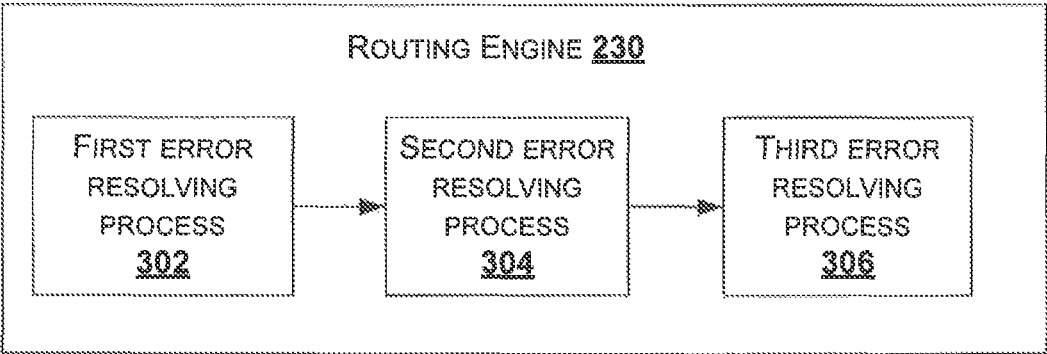 ROUTING ENGINE 230
FIRST ERROR
RESOLVING
PROCESS
302
SECOND ERROR
RESOLVING
PROCESS
304
THIRD ERROR
RESOLVING
PROCESS
306